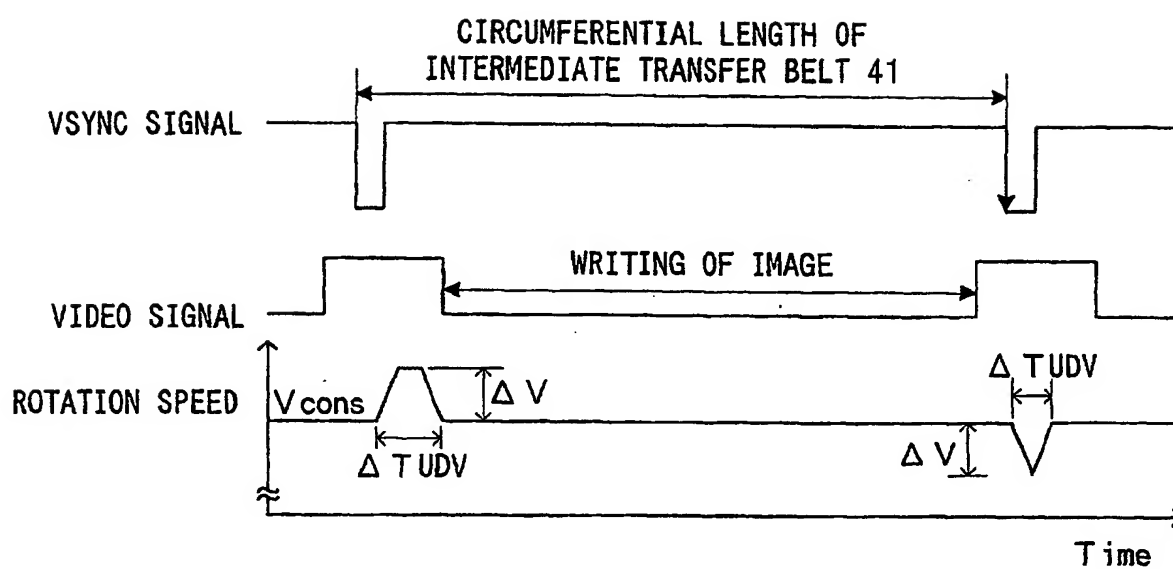 CIRCUMFERENTIAL LENGTH OF
INTERMEDIATE TRANSFER BELT 41
VSYNC SIGNAL
WRITING OF IMAGE
VIDEO SIGNAL
Δ TUDV
ROTATION SPEED
Vcons
Δ V
Δ V
Δ TUDV
Time